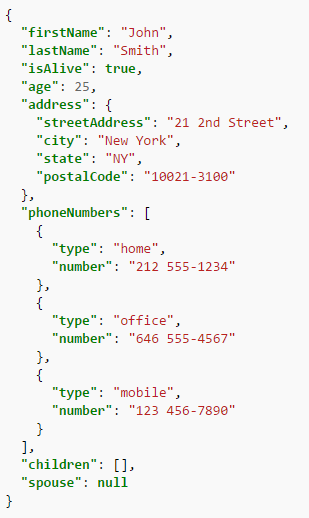 {
  "firstName": "John",
  "lastName": "Smith",
  "isAlive": true,
  "age": 25,
  "address": {
    "streetAddress": "21 2nd Street",
    "city": "New York",
    "state": "NY",
    "postalCode": "10021-3100"
  },
  "phoneNumbers": [
    {
      "type": "home",
      "number": "212 555-1234"
    },
    {
      "type": "office",
      "number": "646 555-4567"
    },
    {
      "type": "mobile",
      "number": "123 456-7890"
    }
  ],
  "children": [],
  "spouse": null
}